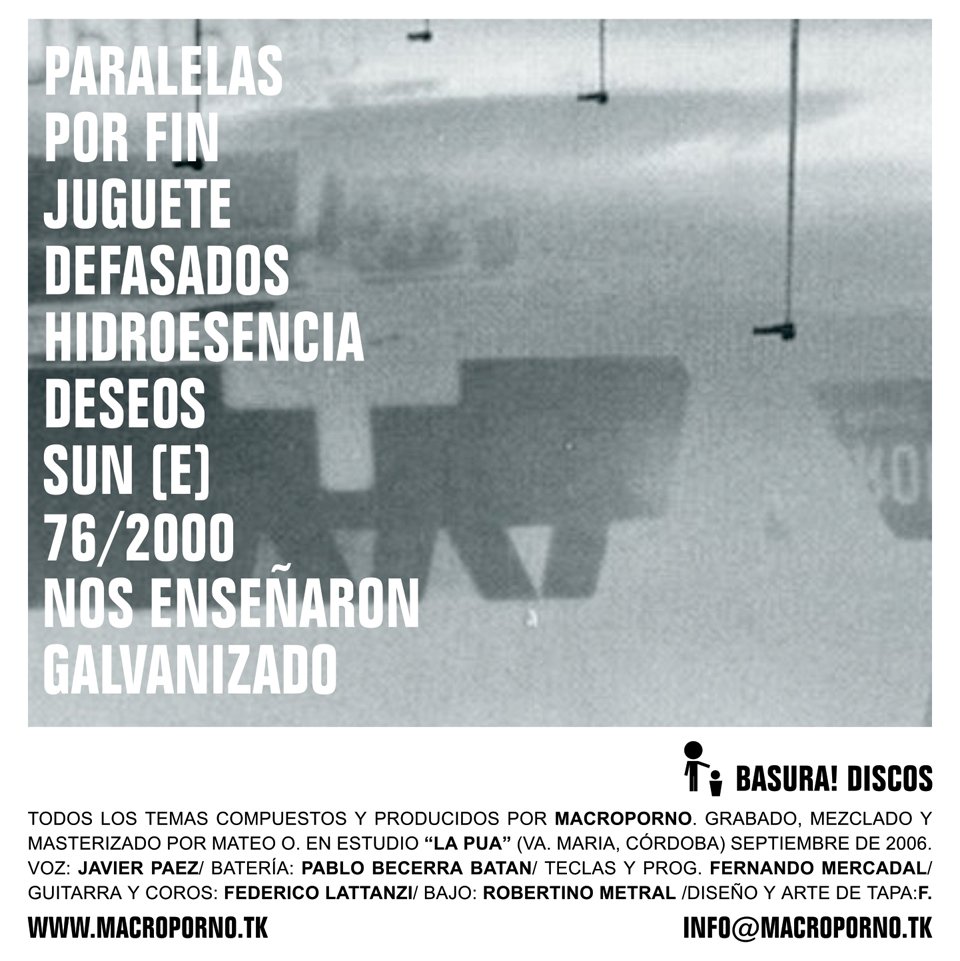 PARALELAS
POR FIN
JUGUETE
DEFASADOS
HIDROESENCIA
DESEOS
SUN (E)
76/2000
NOS ENSEÑARON
GALVANIZADO
BASURA! DISCOS
TODOS LOS TEMAS COMPUESTOS Y PRODUCIDOS POR MACROPORNO. GRABADO, MEZCLADO Y
MASTERIZADO POR MATEO O. EN ESTUDIO “LA PUA” (VA. MARIA, CÓRDOBA) SEPTIEMBRE DE 2006.
VOZ: JAVIER PAEZ/ BATERÍA: PABLO BECERRA BATAN/ TECLAS Y PROG. FERNANDO MERCADAL/
GUITARRA Y COROS: FEDERICO LATTANZI/ BAJO: ROBERTINO METRAL /DISEÑO Y ARTE DE TAPA:F.
WWW.MACROPORNO.TK
INFO@MACROPORNO.TK